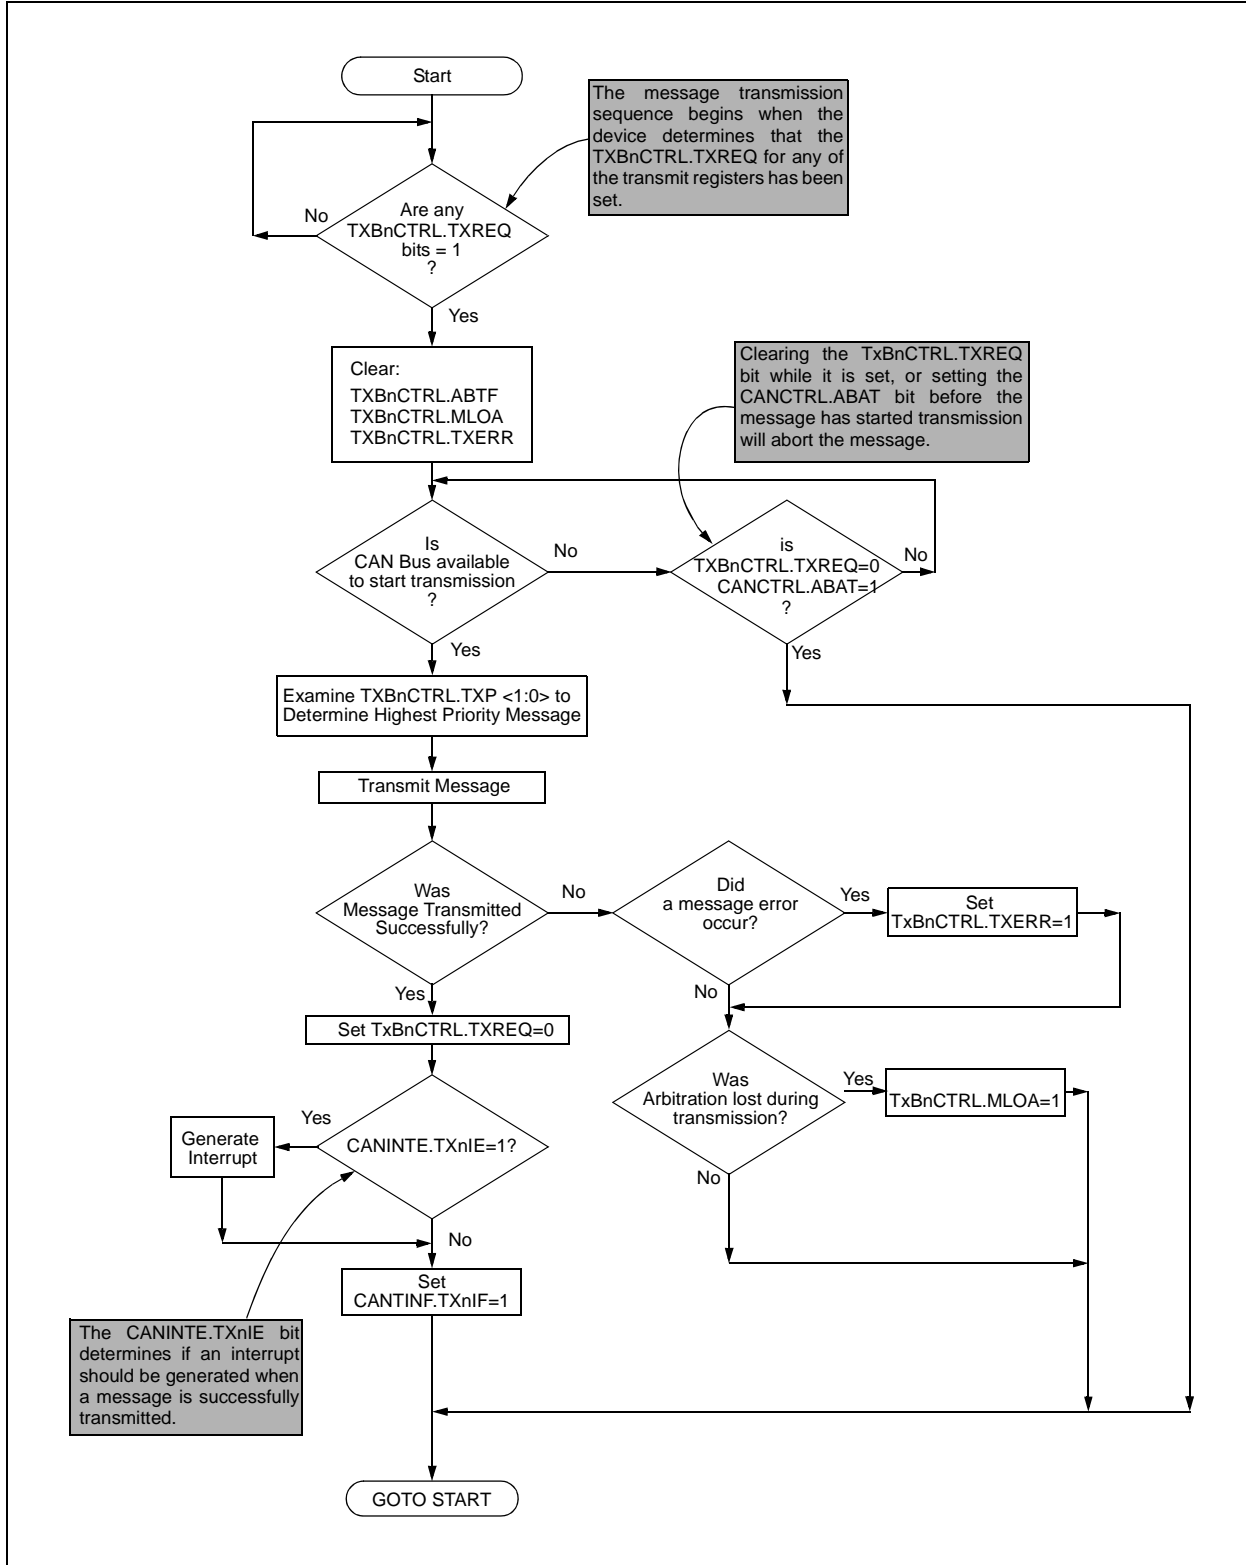 Start
The message transmission
sequence begins when the
device determines that the
TXBnCTRL.TXREQ for any of
the transmit registers has been
set.
No
Are any
TXBnCTRL.TXREQ
bits = 1
?
Yes
Clear:
TXBnCTRL.ABTF
TXBnCTRL.MLOA
TXBnCTRL.TXERR
Clearing the TxBnCTRL.TXREQ
bit while it is set, or setting the
CANCTRL.ABAT bit before the
message has started transmission
will abort the message.
Is
CAN Bus available
to start transmission
?
No
is
TXBnCTRL.TXREQ=0
CANCTRL.ABAT=1
?
No
Yes
Yes
Examine TXBnCTRL.TXP <1:0> to
Determine Highest Priority Message
Transmit Message
Was
Message Transmitted
Successfully?
No
Did
a message error
occur?
Yes
Set
TxBnCTRL.TXERR=1
Yes
No
Set TxBnCTRL.TXREQ=0
Was
Arbitration lost during
transmission?
Yes
TxBnCTRL.MLOA=1
Yes
Generate
Interrupt
CANINTE.TXnIE=1?
No
No
Set
CANTINF.TXnIF=1
The CANINTE.TXnIE bit
determines if an interrupt
should be generated when
a message is successfully
transmitted.
GOTO START